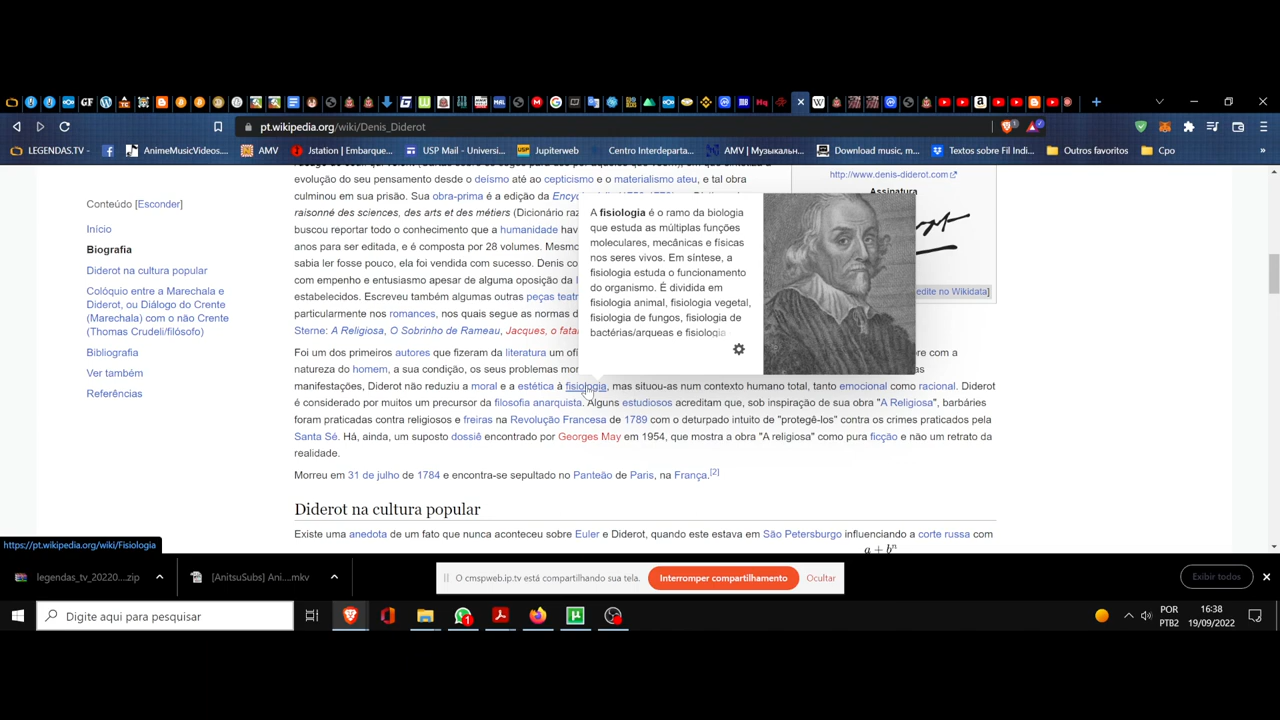 pt.wikipedia.org/wiki/Denis_Diderot
LEGENDAS.TV - AnimeMusicVideos... AMV Jstation | Embarque... USP Mail - Universi... Jupiterweb Centro Interdeparta... AMV | Музыкальн... Download music, m... Textos sobre Fil Indi... Outros favoritos Cpo
evolução do seu pensamento desde o deísmo até ao cepticismo e o materialismo ateu, e tal obra
culminou em sua prisão. Sua obra-prima é a edição da
raisonné des sciences, des arts et des métiers (Dicionário
buscou reportar todo o conhecimento que a humanidade
anos para ser editada, e é composta por 28 volumes. Mesmo
sabia ler fosse pouco, ela foi vendida com sucesso. Denis
com empenho e entusiasmo apesar de alguma oposição da
estabelecidos. Escreveu também algumas outras peças
particularmente nos romances, nos quais segue as normas
Sterne: A Religiosa, O Sobrinho de Rameau, Jacques, o
http://www.denis-diderot.com
Assinatura
edite no Wikidata]
A fisiologia é o ramo da biologia
que estuda as múltiplas funções
moleculares, mecânicas e físicas
nos seres vivos. Em síntese, a
fisiologia estuda o funcionamento
do organismo. É dividida em
fisiologia animal, fisiologia vegetal,
fisiologia de fungos, fisiologia de
bactérias/arqueas e fisiologia
Conteúdo [Esconder]
Início
Biografia
Diderot na cultura popular
Colóquio entre a Marechala e
Diderot, ou Diálogo do Crente
(Marechala) com o não Crente
(Thomas Crudeli/filósofo)
Bibliografia
Ver também
Referências
Foi um dos primeiros autores que fizeram da literatura um com a
natureza do homem, a sua condição, os seus problemas
manifestações, Diderot não reduziu a moral e a estética à fisiologia, mas situou-as num contexto humano total, tanto emocional como racional. Diderot
é considerado por muitos um precursor da filosofia anarquista. Alguns estudiosos acreditam que, sob inspiração de sua obra "A Religiosa", barbáries
foram praticadas contra religiosos e freiras na Revolução Francesa de 1789 com o deturpado intuito de "protegê-los" contra os crimes praticados pela
Santa Sé. Há, ainda, um suposto dossiê encontrado por Georges May em 1954, que mostra a obra "A religiosa" como pura ficção e não um retrato da
realidade.
Morreu em 31 de julho de 1784 e encontra-se sepultado no Panteão de Paris, na França.[2]
Diderot na cultura popular
Existe uma anedota de um fato que nunca aconteceu sobre Euler e Diderot, quando este estava em São Petersburgo influenciando a corte russa com
a + bⁿ
https://pt.wikipedia.org/wiki/Fisiologia
legendas_tv_20220....zip [AnitsuSubs] Ani....mkv
O cmspweb.ip.tv está compartilhando sua tela. Interromper compartilhamento Ocultar
Exibir todos
Digite aqui para pesquisar
POR
PTB2
16:38
19/09/2022